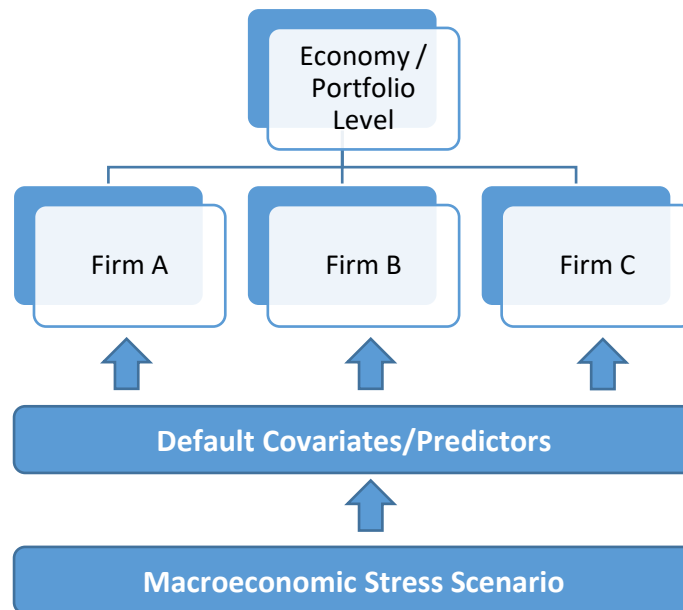 Economy /
Portfolio
Level
Firm A
Firm B
Firm C
Default Covariates/Predictors
Macroeconomic Stress Scenario